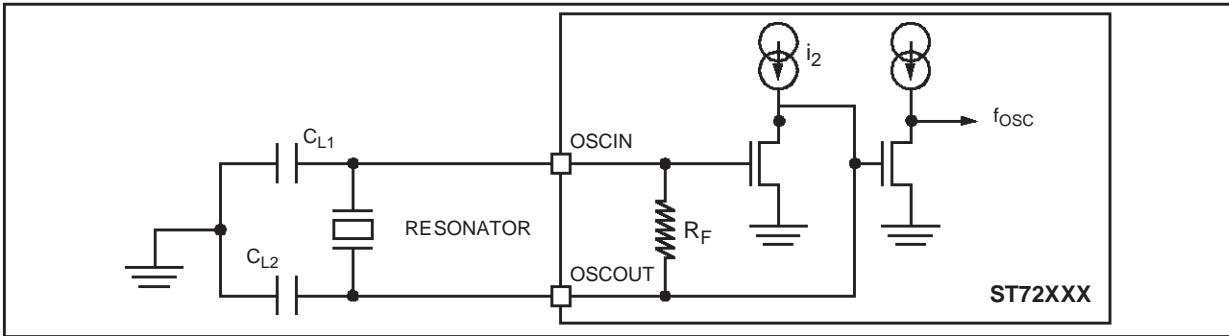 i2
fOSC
CL1
OSCIN
RESONATOR
RF
CL2
OSCOUT
ST72XXX